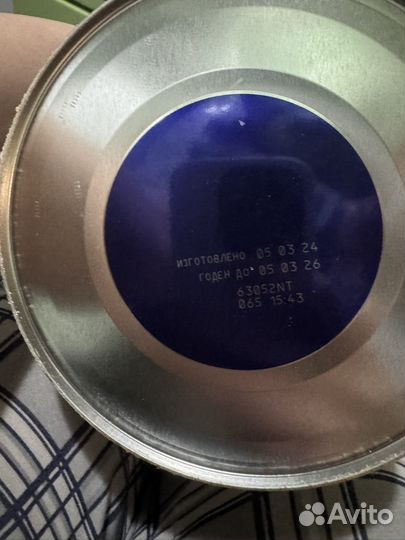 ИЗГОТОВЛЕНО 05 03 24
ГОДЕН ДО 05 03 26
63052NT
065 15:43
Avito